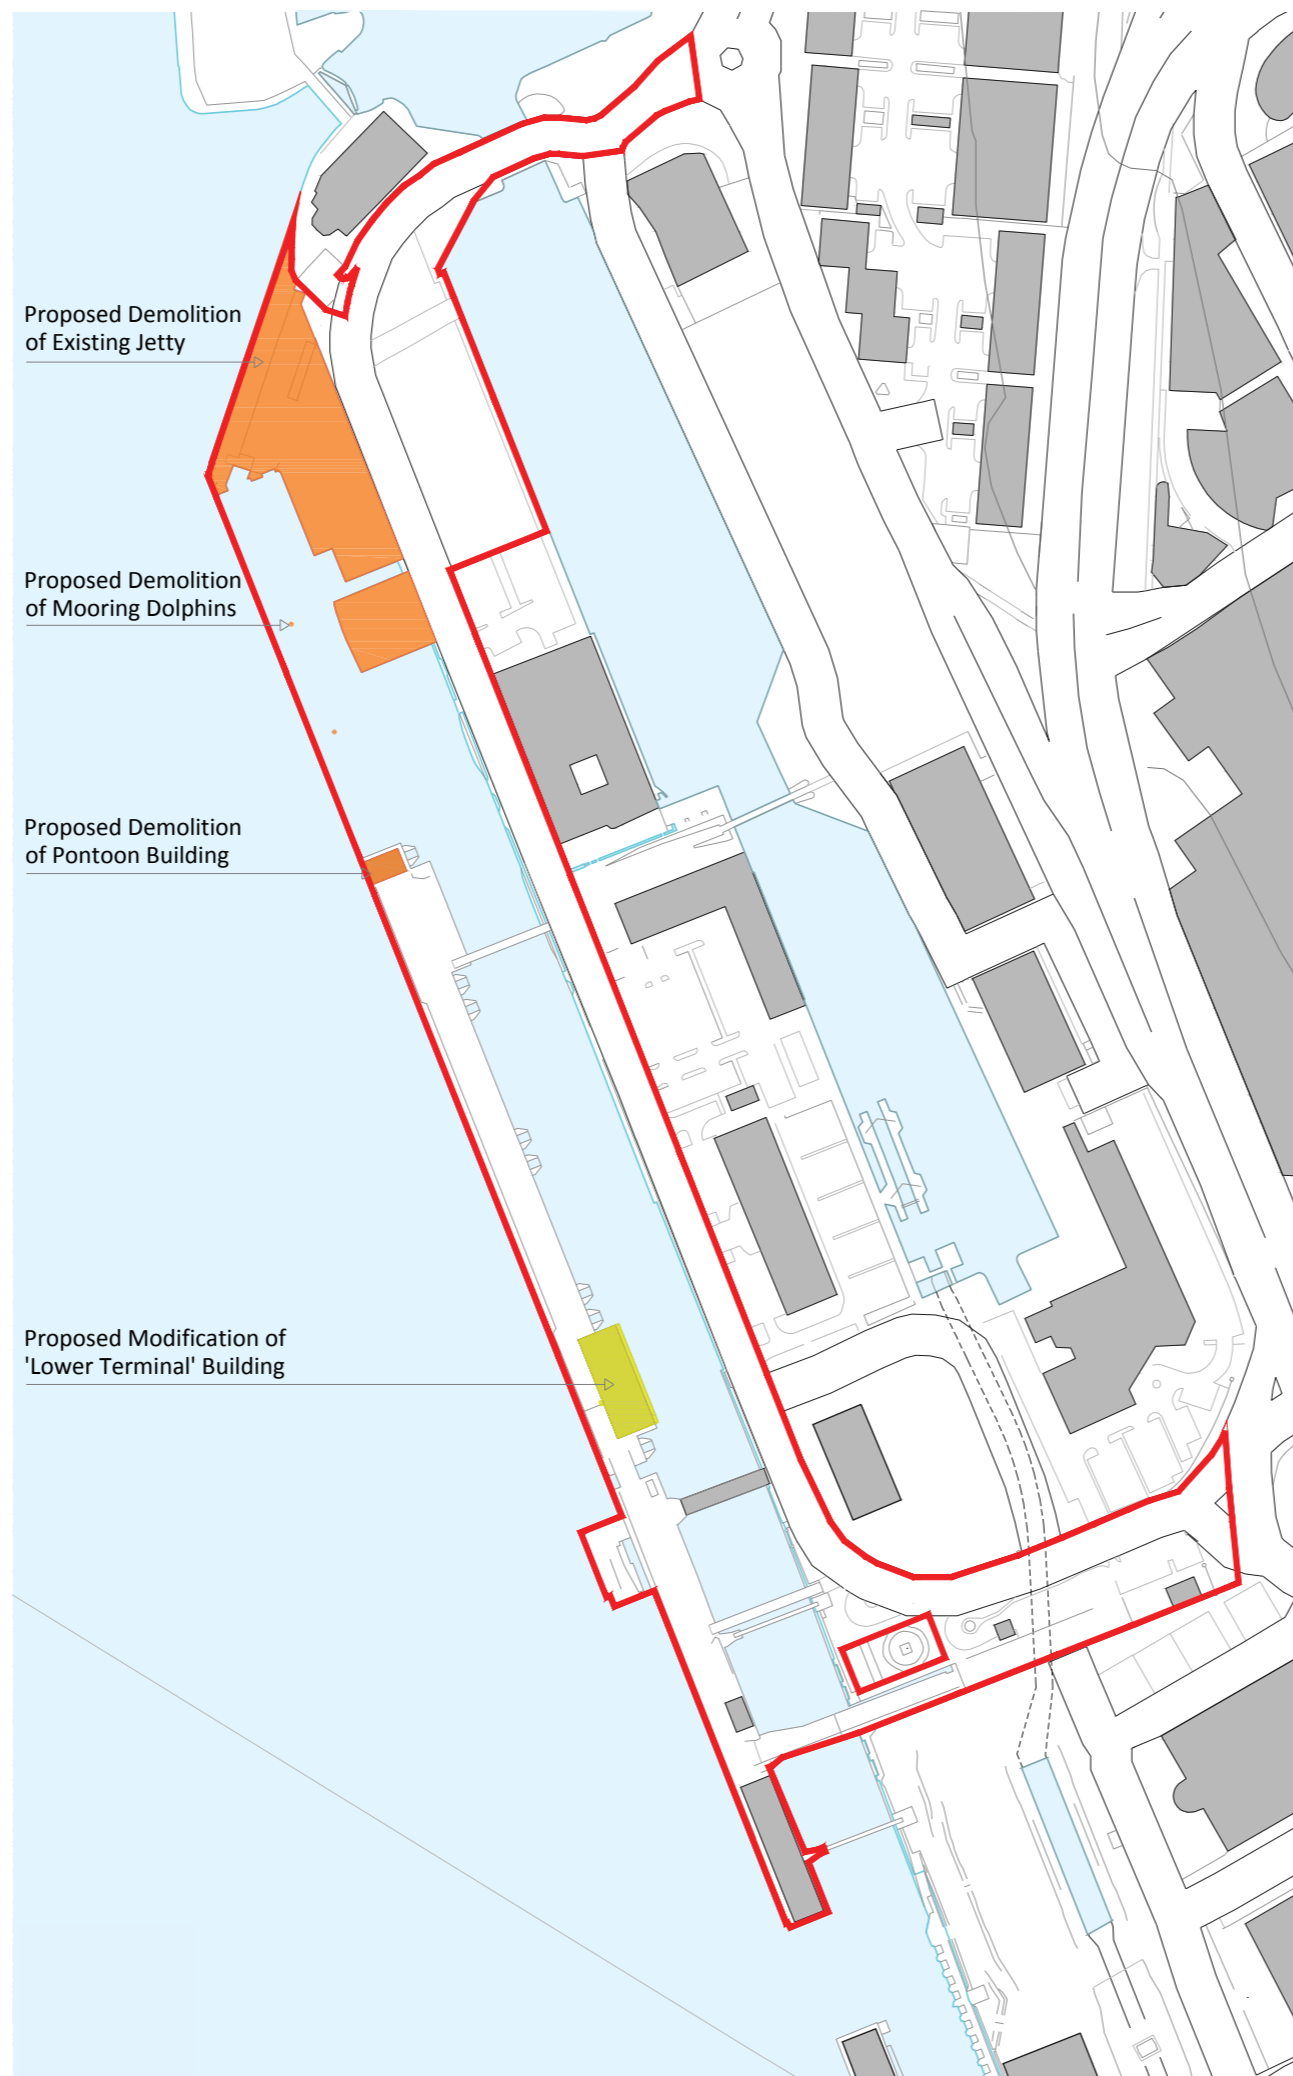 Proposed Demolition
of Existing Jetty
Proposed Demolition
of Mooring Dolphins
Proposed Demolition
of Pontoon Building
Proposed Modification of
'Lower Terminal' Building